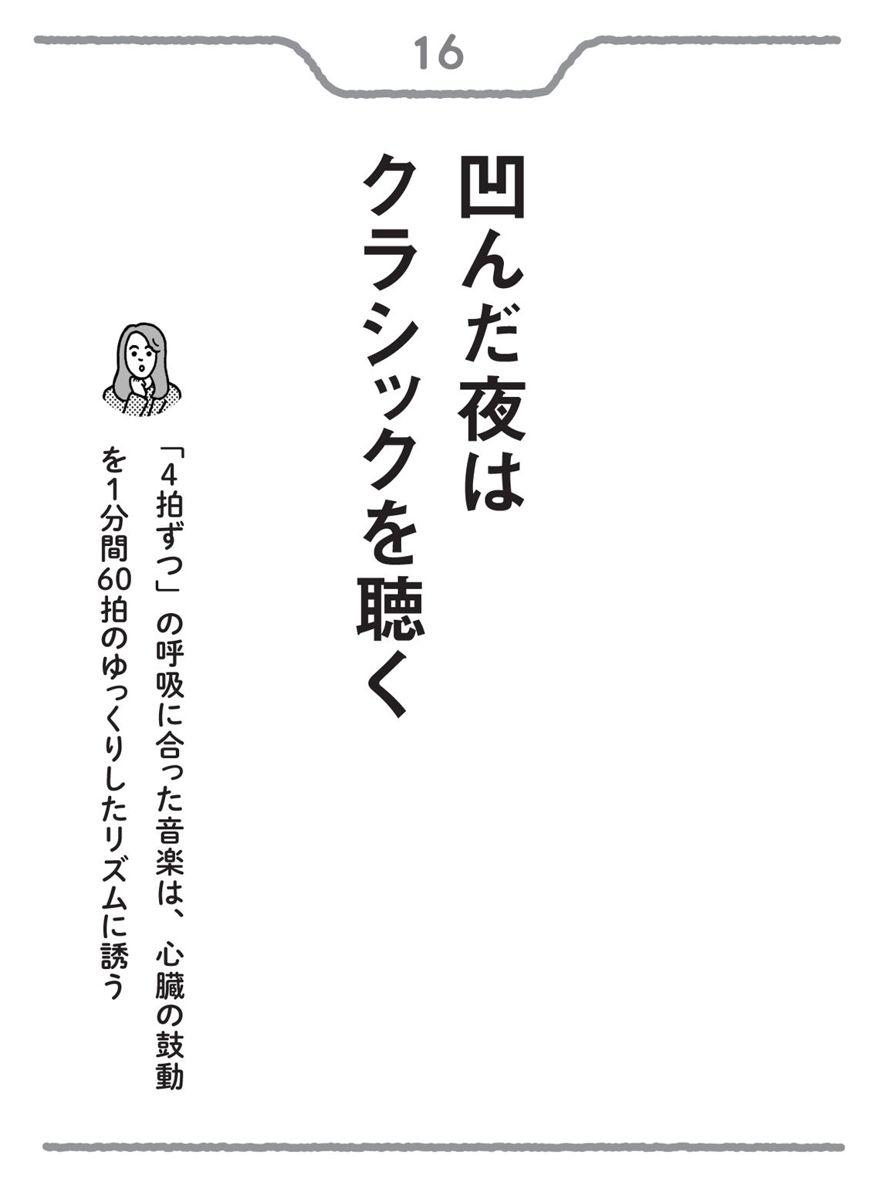 16
凹んだ夜は
クラシックを聴く
「4拍ずつ」の呼吸に合った音楽は、心臓の鼓動
を1分間60拍のゆっくりしたリズムに誘う